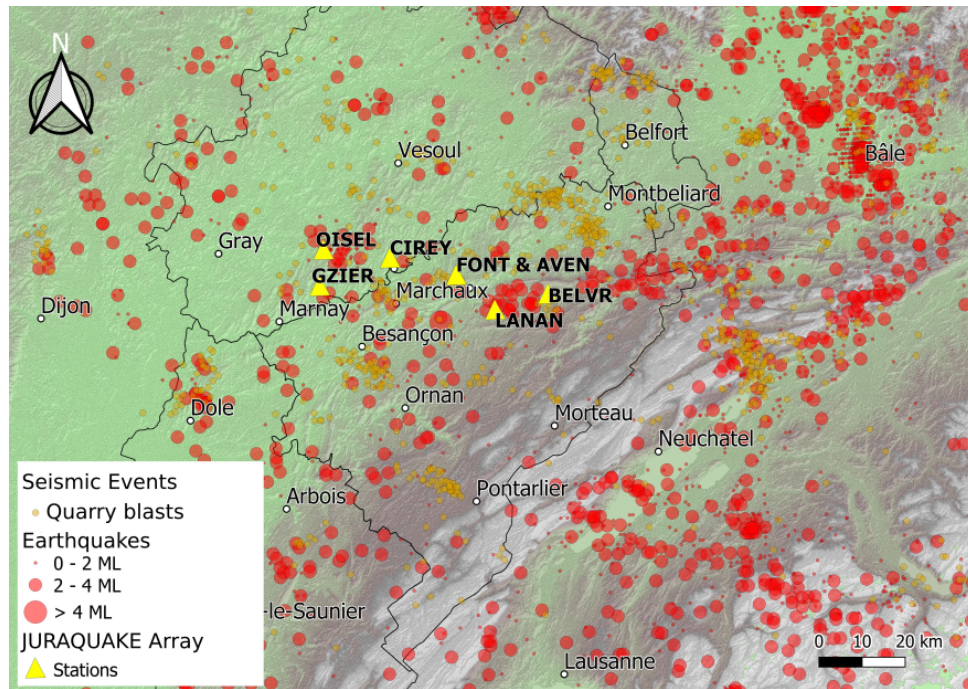 N
Belfort
Vesoul
Bâle
Montbeliard
OISEL
CIREY
Gray
FONT & AVEN
GZIER
Marchaux
BELVR
Dijon
Marnay
LANAN
Besançon
Ornan
Dole
Morteau
Neuchatel
Seismic Events
Quarry blasts
Earthquakes
0 - 2 ML
2 - 4 ML
> 4 ML
JURAQUAKE Array
Stations
Arbois
Pontarlier
-le-Saunier
Lausanne
0 10 20 km